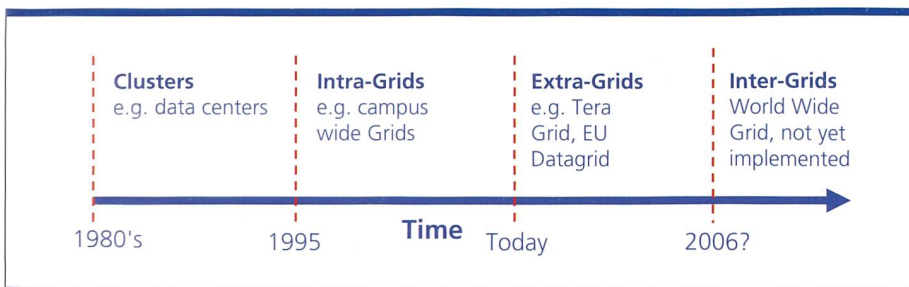 Clusters
e.g. data centers
Intra-Grids
e.g. campus
wide Grids
Extra-Grids
e.g. Tera
Grid, EU
Datagrid
Inter-Grids
World Wide
Grid, not yet
implemented
1980's
1995
Time
Today
2006?